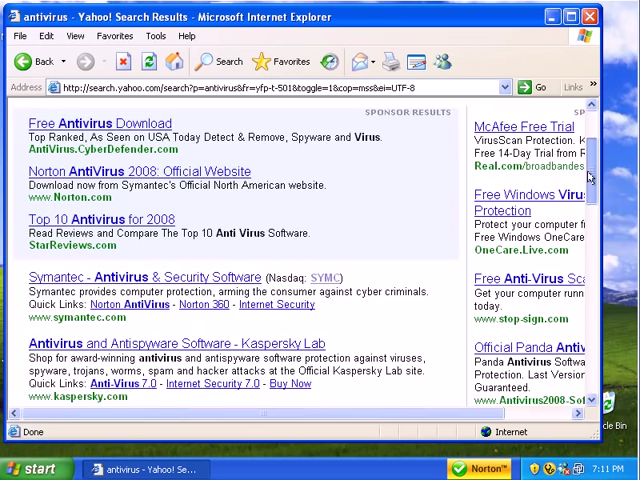 antivirus - Yahoo! Search Results - Microsoft Internet Explorer
File Edit View Favorites Tools Help
Back Search Favorites
Address http://search.yahoo.com/search?p=antivirus&fr=yfp-t-501&toggle=1&cop=mss&ei=UTF-8 Go Links »
SPONSOR RESULTS
Free Antivirus Download
Top Ranked, As Seen on USA Today Detect & Remove, Spyware and Virus.
AntiVirus.CyberDefender.com
Norton AntiVirus 2008: Official Website
Download now from Symantec's Official North American website.
www.Norton.com
Top 10 Antivirus for 2008
Read Reviews and Compare The Top 10 Anti Virus Software.
StarReviews.com
Symantec - Antivirus & Security Software (Nasdaq: SYMC)
Symantec provides computer protection, arming the consumer against cyber criminals.
Quick Links: Norton AntiVirus - Norton 360 - Internet Security
www.symantec.com
Antivirus and Antispyware Software - Kaspersky Lab
Shop for award-winning antivirus and antispyware software protection against viruses,
spyware, trojans, worms, spam and hacker attacks at the Official Kaspersky Lab site.
Quick Links: Anti-Virus 7.0 - Internet Security 7.0 - Buy Now
www.kaspersky.com
SP
McAfee Free Trial
VirusScan Protection. K
Free 14-Day Trial from R
Real.com/broadbandes
Free Windows Viru
Protection
Protect your computer f
Free Windows OneCare
OneCare.Live.com
Free Anti-Virus Sca
Get your computer runn
today.
www.stop-sign.com
Official Panda Antiv
Panda Antivirus Softwa
Protection. Last Version
Guaranteed.
www.Antivirus2008-Sof
Done Internet
cle Bin
start antivirus - Yahoo! Se... Norton™ 7:11 PM